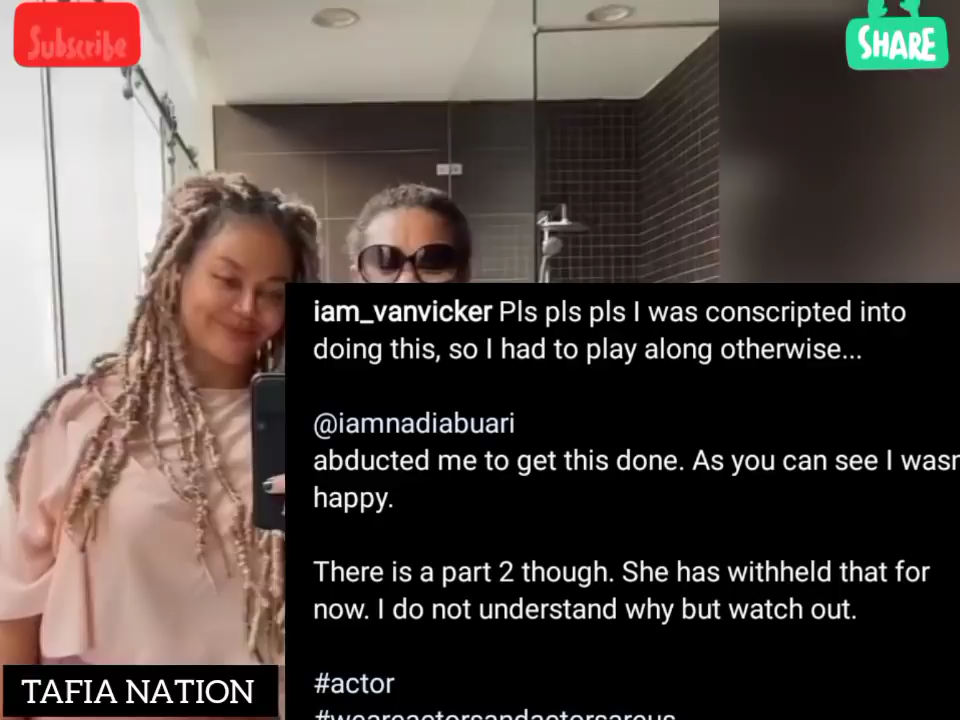 Subscribe
SHARE
iam_vanvicker Pls pls pls I was conscripted into
doing this, so I had to play along otherwise...
@iamnadiabuari
abducted me to get this done. As you can see I wasn
happy.
There is a part 2 though. She has withheld that for
now. I do not understand why but watch out.
#actor
#weareactorsandactorsareus
TAFIA NATION